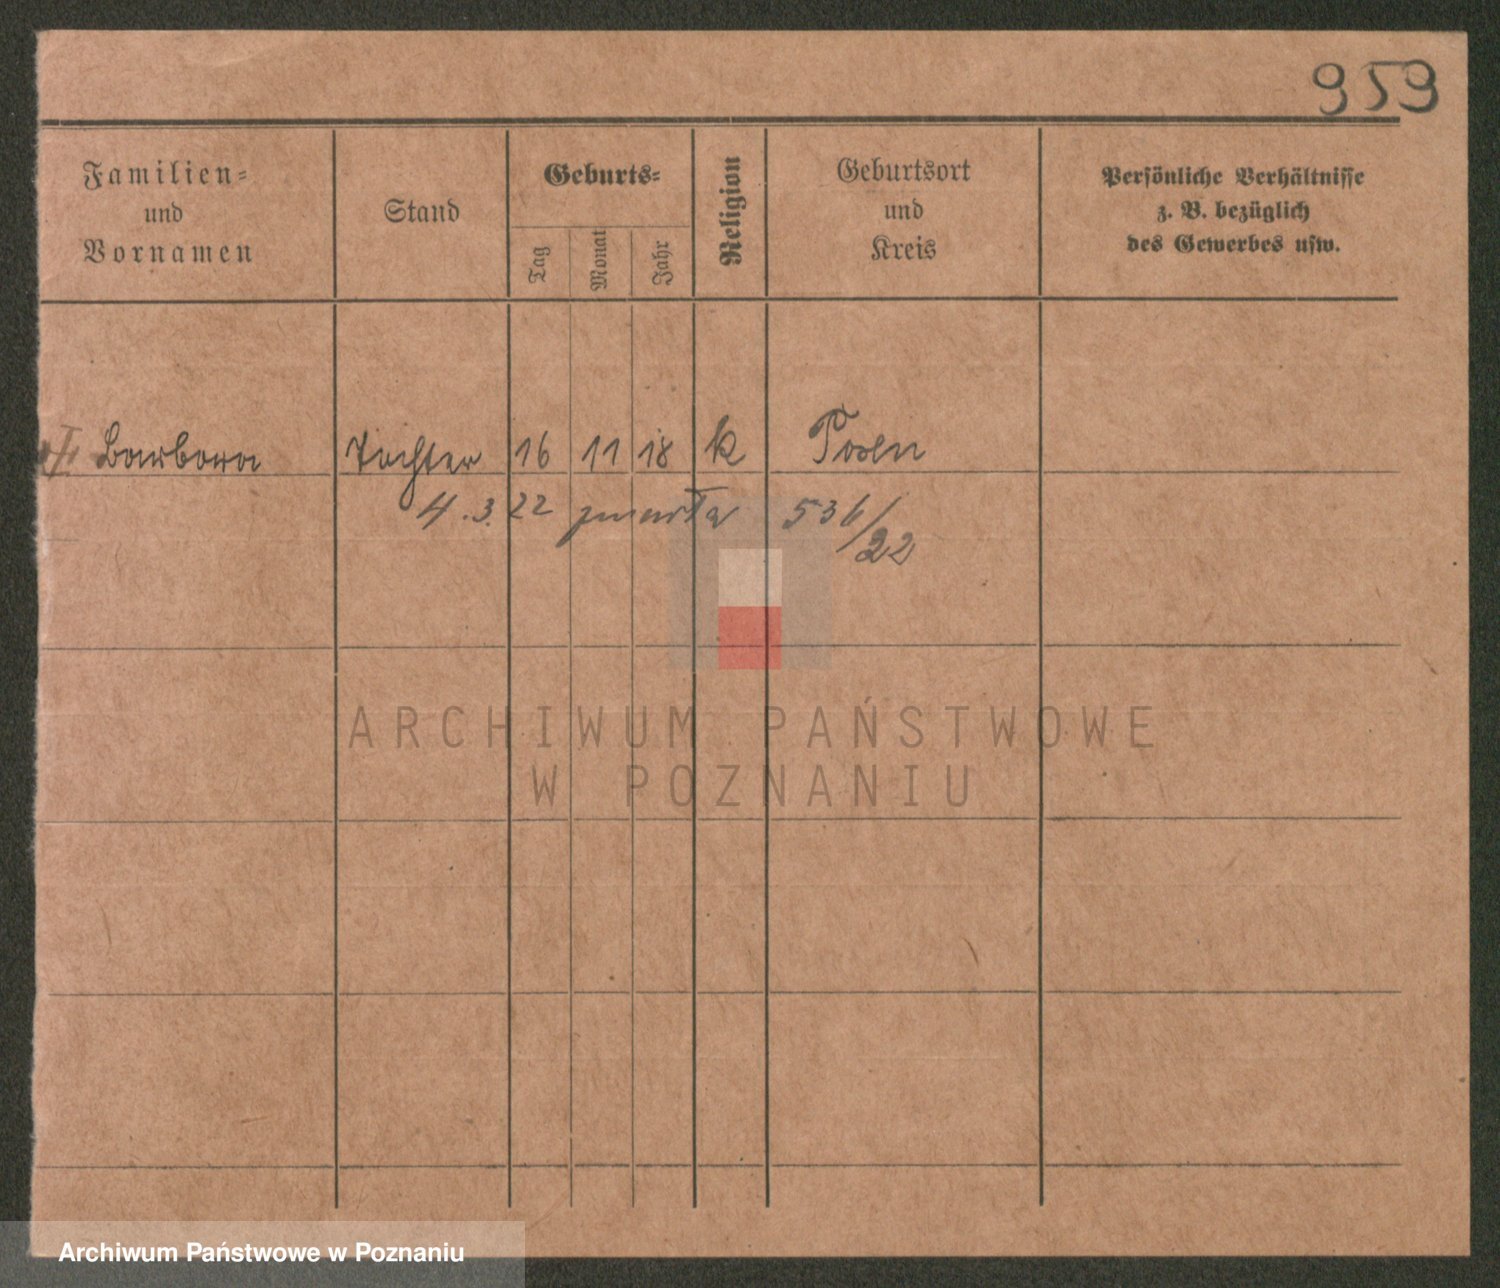 959
Familien-
und
Vornamen
Stand
Geburts-
Tag
Monat
Jahr
Religion
Geburtsort
und
Kreis
Persönliche Verhältnisse
z. B. bezüglich
des Gewerbes usw.
Barbara Tochter 16 11 18 k Posen
4.3.22 zmarła 536/22
ARCHIWUM PAŃSTWOWE
W POZNANIU
Archiwum Państwowe w Poznaniu